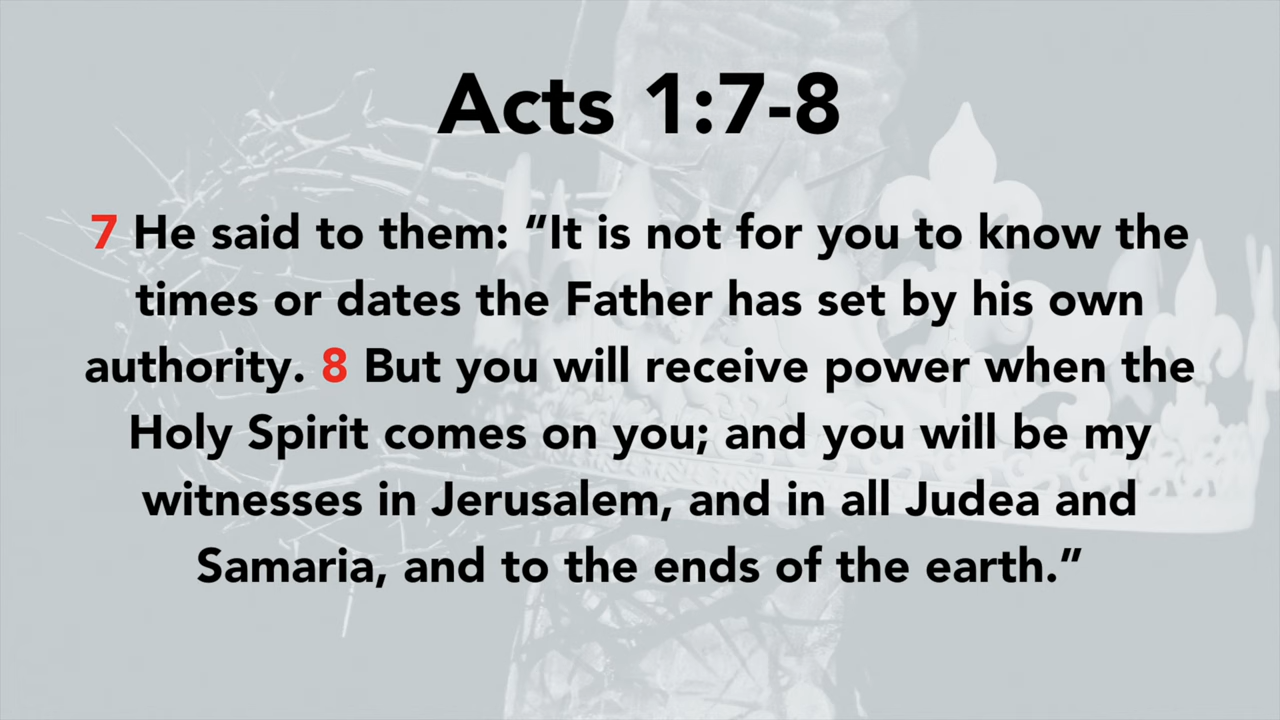 Acts 1:7-8
7 He said to them: “It is not for you to know the
times or dates the Father has set by his own
authority. 8 But you will receive power when the
Holy Spirit comes on you; and you will be my
witnesses in Jerusalem, and in all Judea and
Samaria, and to the ends of the earth.”